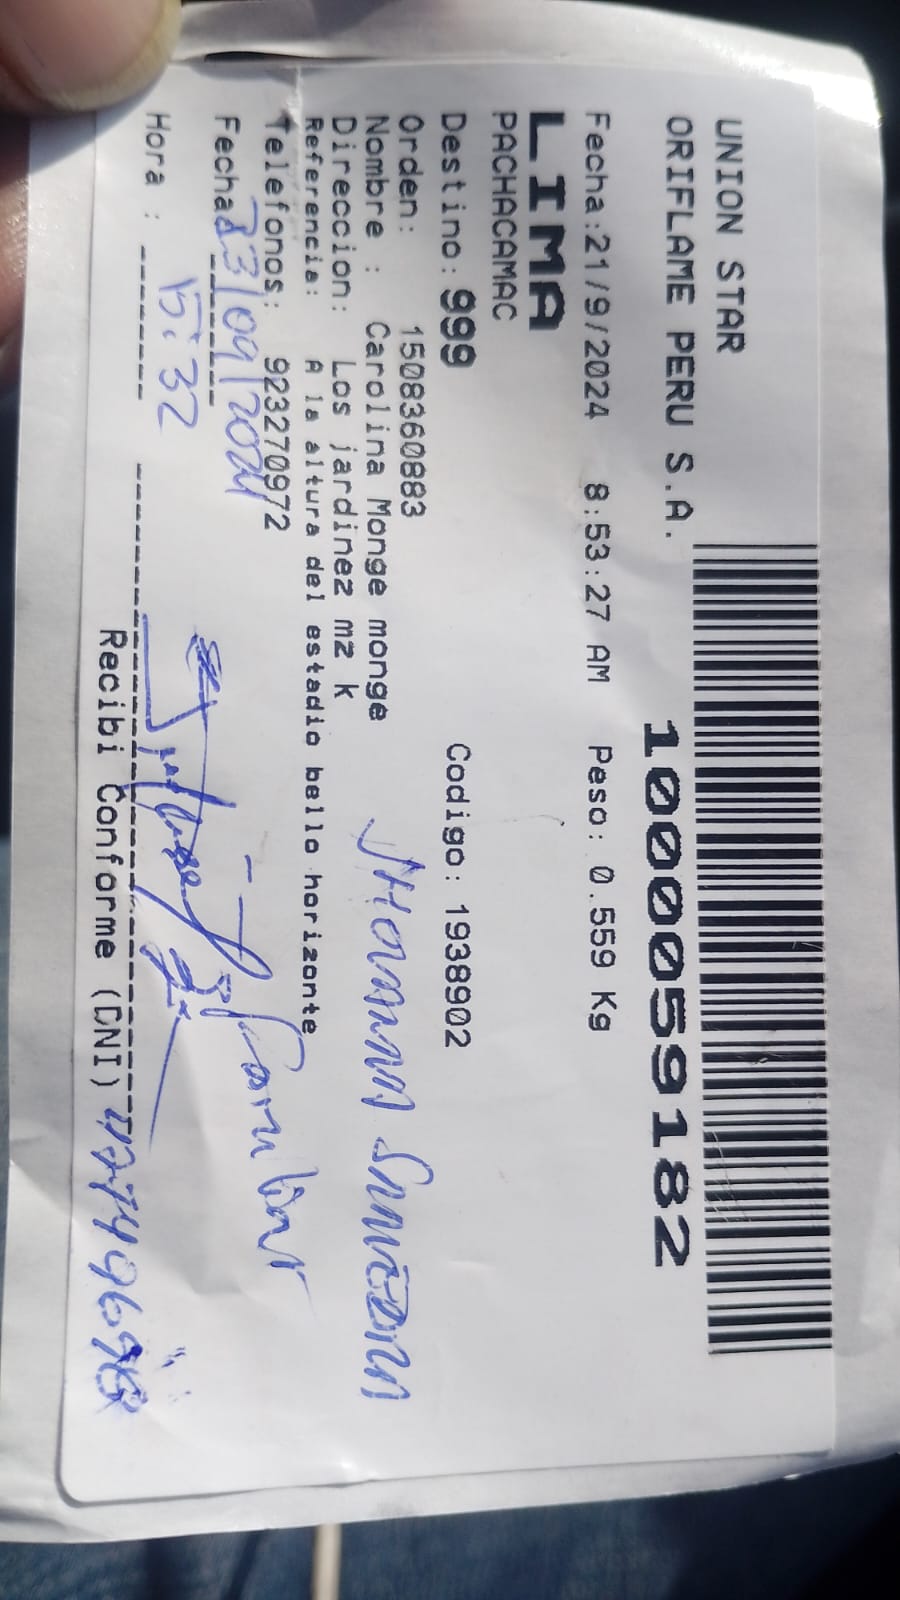 UNION STAR
ORIFLAME PERU S.A.
1000059182
Fecha:21/9/2024 8:53:27 AM Peso: 0.559 Kg
LIMA
PACHACAMAC
Destino: 999 Codigo: 1938902
Orden: 1508360883
Nombre : Carolina Monge monge
Direccion: Los jardinez mz k
Referencia: A la altura del estadio bello horizonte
Telefonos: 923270972
Fecha: 23/09/2024
Hora : 15:32
Familiar
Recibi Conforme (DNI)